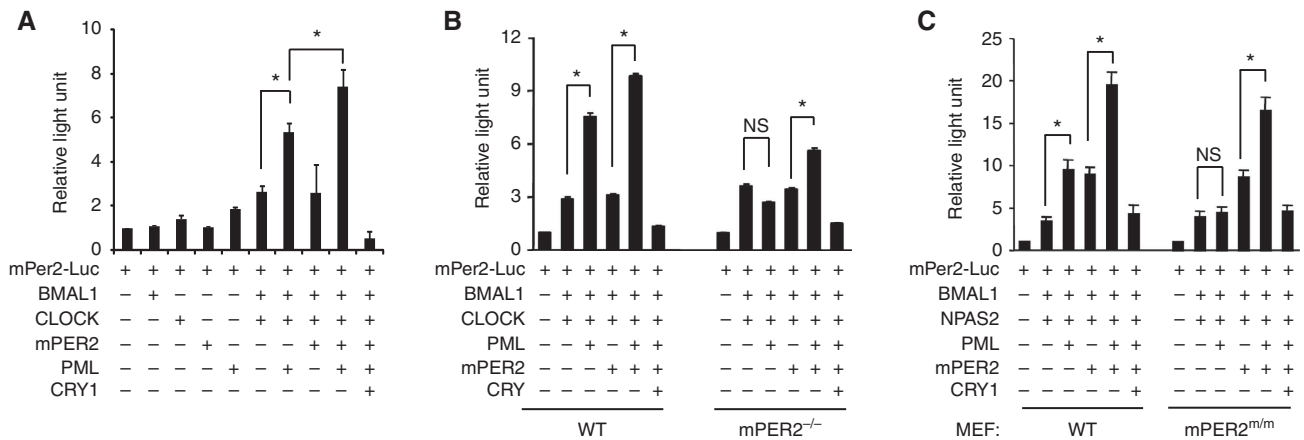 A
Relative light unit
10
8
6
4
2
0
*
*
mPer2-Luc + + + + + + + + + +
BMAL1 – + – – – + + + + +
CLOCK – – + – – + + + + +
mPER2 – – – + – – – + + +
PML – – – – + – + – + +
CRY1 – – – – – – – – – +
B
Relative light unit
12
9
6
3
0
*
*
NS
*
mPer2-Luc + + + + + + + + + + + +
BMAL1 – + + + + + – + + + + +
CLOCK – + + + + + – + + + + +
PML – – + – + + – – + – + +
mPER2 – – – + + + – – – + + +
CRY – – – – – + – – – – – +
WT mPER2–/–
C
Relative light unit
25
20
15
10
5
0
*
*
NS
*
mPer2-Luc + + + + + + + + + + + +
BMAL1 – + + + + + – + + + + +
NPAS2 – + + + + + – + + + + +
PML – – + – + + – – + – + +
mPER2 – – – + + + – – – + + +
CRY1 – – – – – + – – – – – +
MEF: WT mPER2m/m